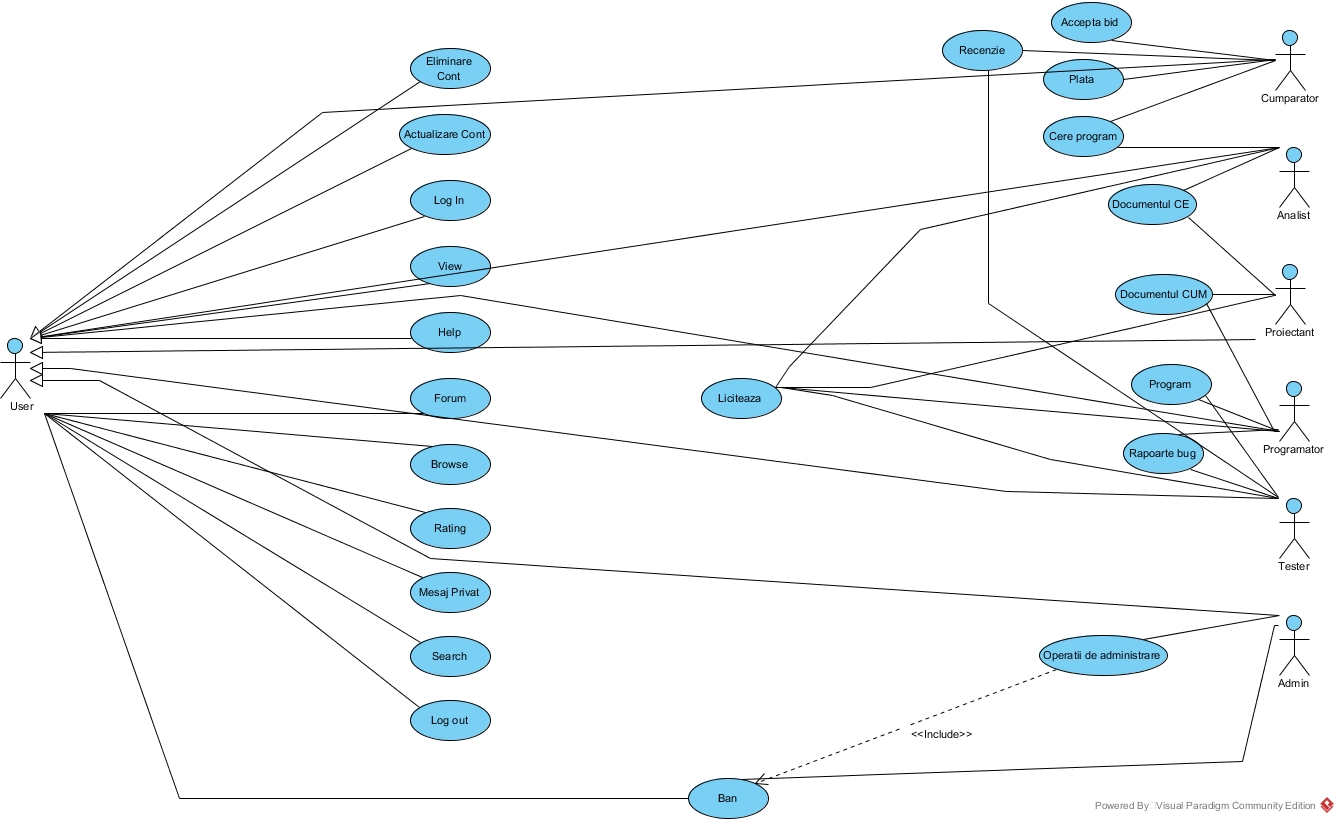 Accepta bid
Recenzie
Eliminare
Cont
Plata
Cumparator
Actualizare Cont
Cere program
Log In
Documentul CE
Analist
View
Documentul CUM
Help
Proiectant
User
Forum
Liciteaza
Program
Programator
Browse
Rapoarte bug
Rating
Tester
Mesaj Privat
Search
Operatii de administrare
Admin
Log out
<<Include>>
Ban
Powered By Visual Paradigm Community Edition